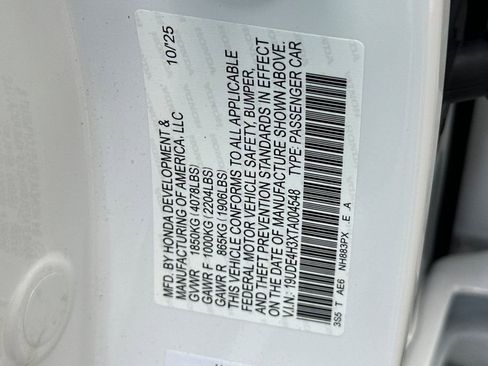 MFD. BY HONDA DEVELOPMENT & 10/25
MANUFACTURING OF AMERICA, LLC
GVWR 1850KG (4078LBS)
GAWR F 1000KG (2204LBS)
GAWR R 865KG (1906LBS)
THIS VEHICLE CONFORMS TO ALL APPLICABLE
FEDERAL MOTOR VEHICLE SAFETY, BUMPER,
AND THEFT PREVENTION STANDARDS IN EFFECT
ON THE DATE OF MANUFACTURE SHOWN ABOVE.
V.I.N.: 19UDE4H3XTA004548 TYPE: PASSENGER CAR
3S5 T AE6 NH883PX . E . A